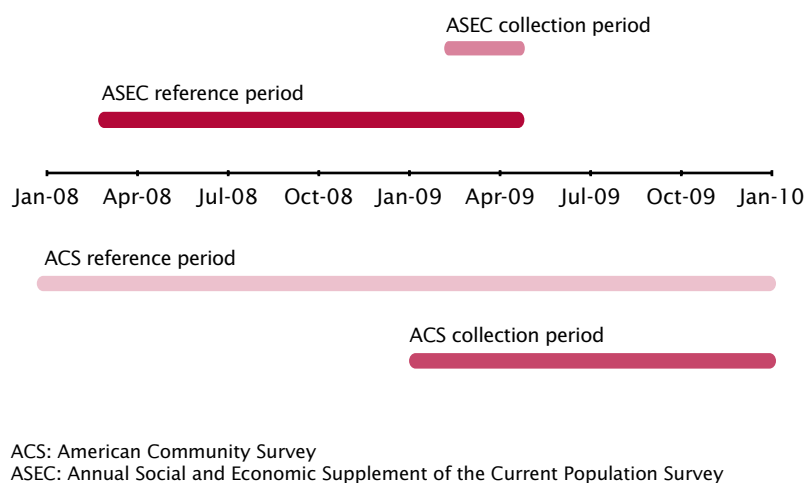 ASEC collection period
ASEC reference period
Jan-08 Apr-08 Jul-08 Oct-08 Jan-09 Apr-09 Jul-09 Oct-09 Jan-10
ACS reference period
ACS collection period
ACS: American Community Survey
ASEC: Annual Social and Economic Supplement of the Current Population Survey